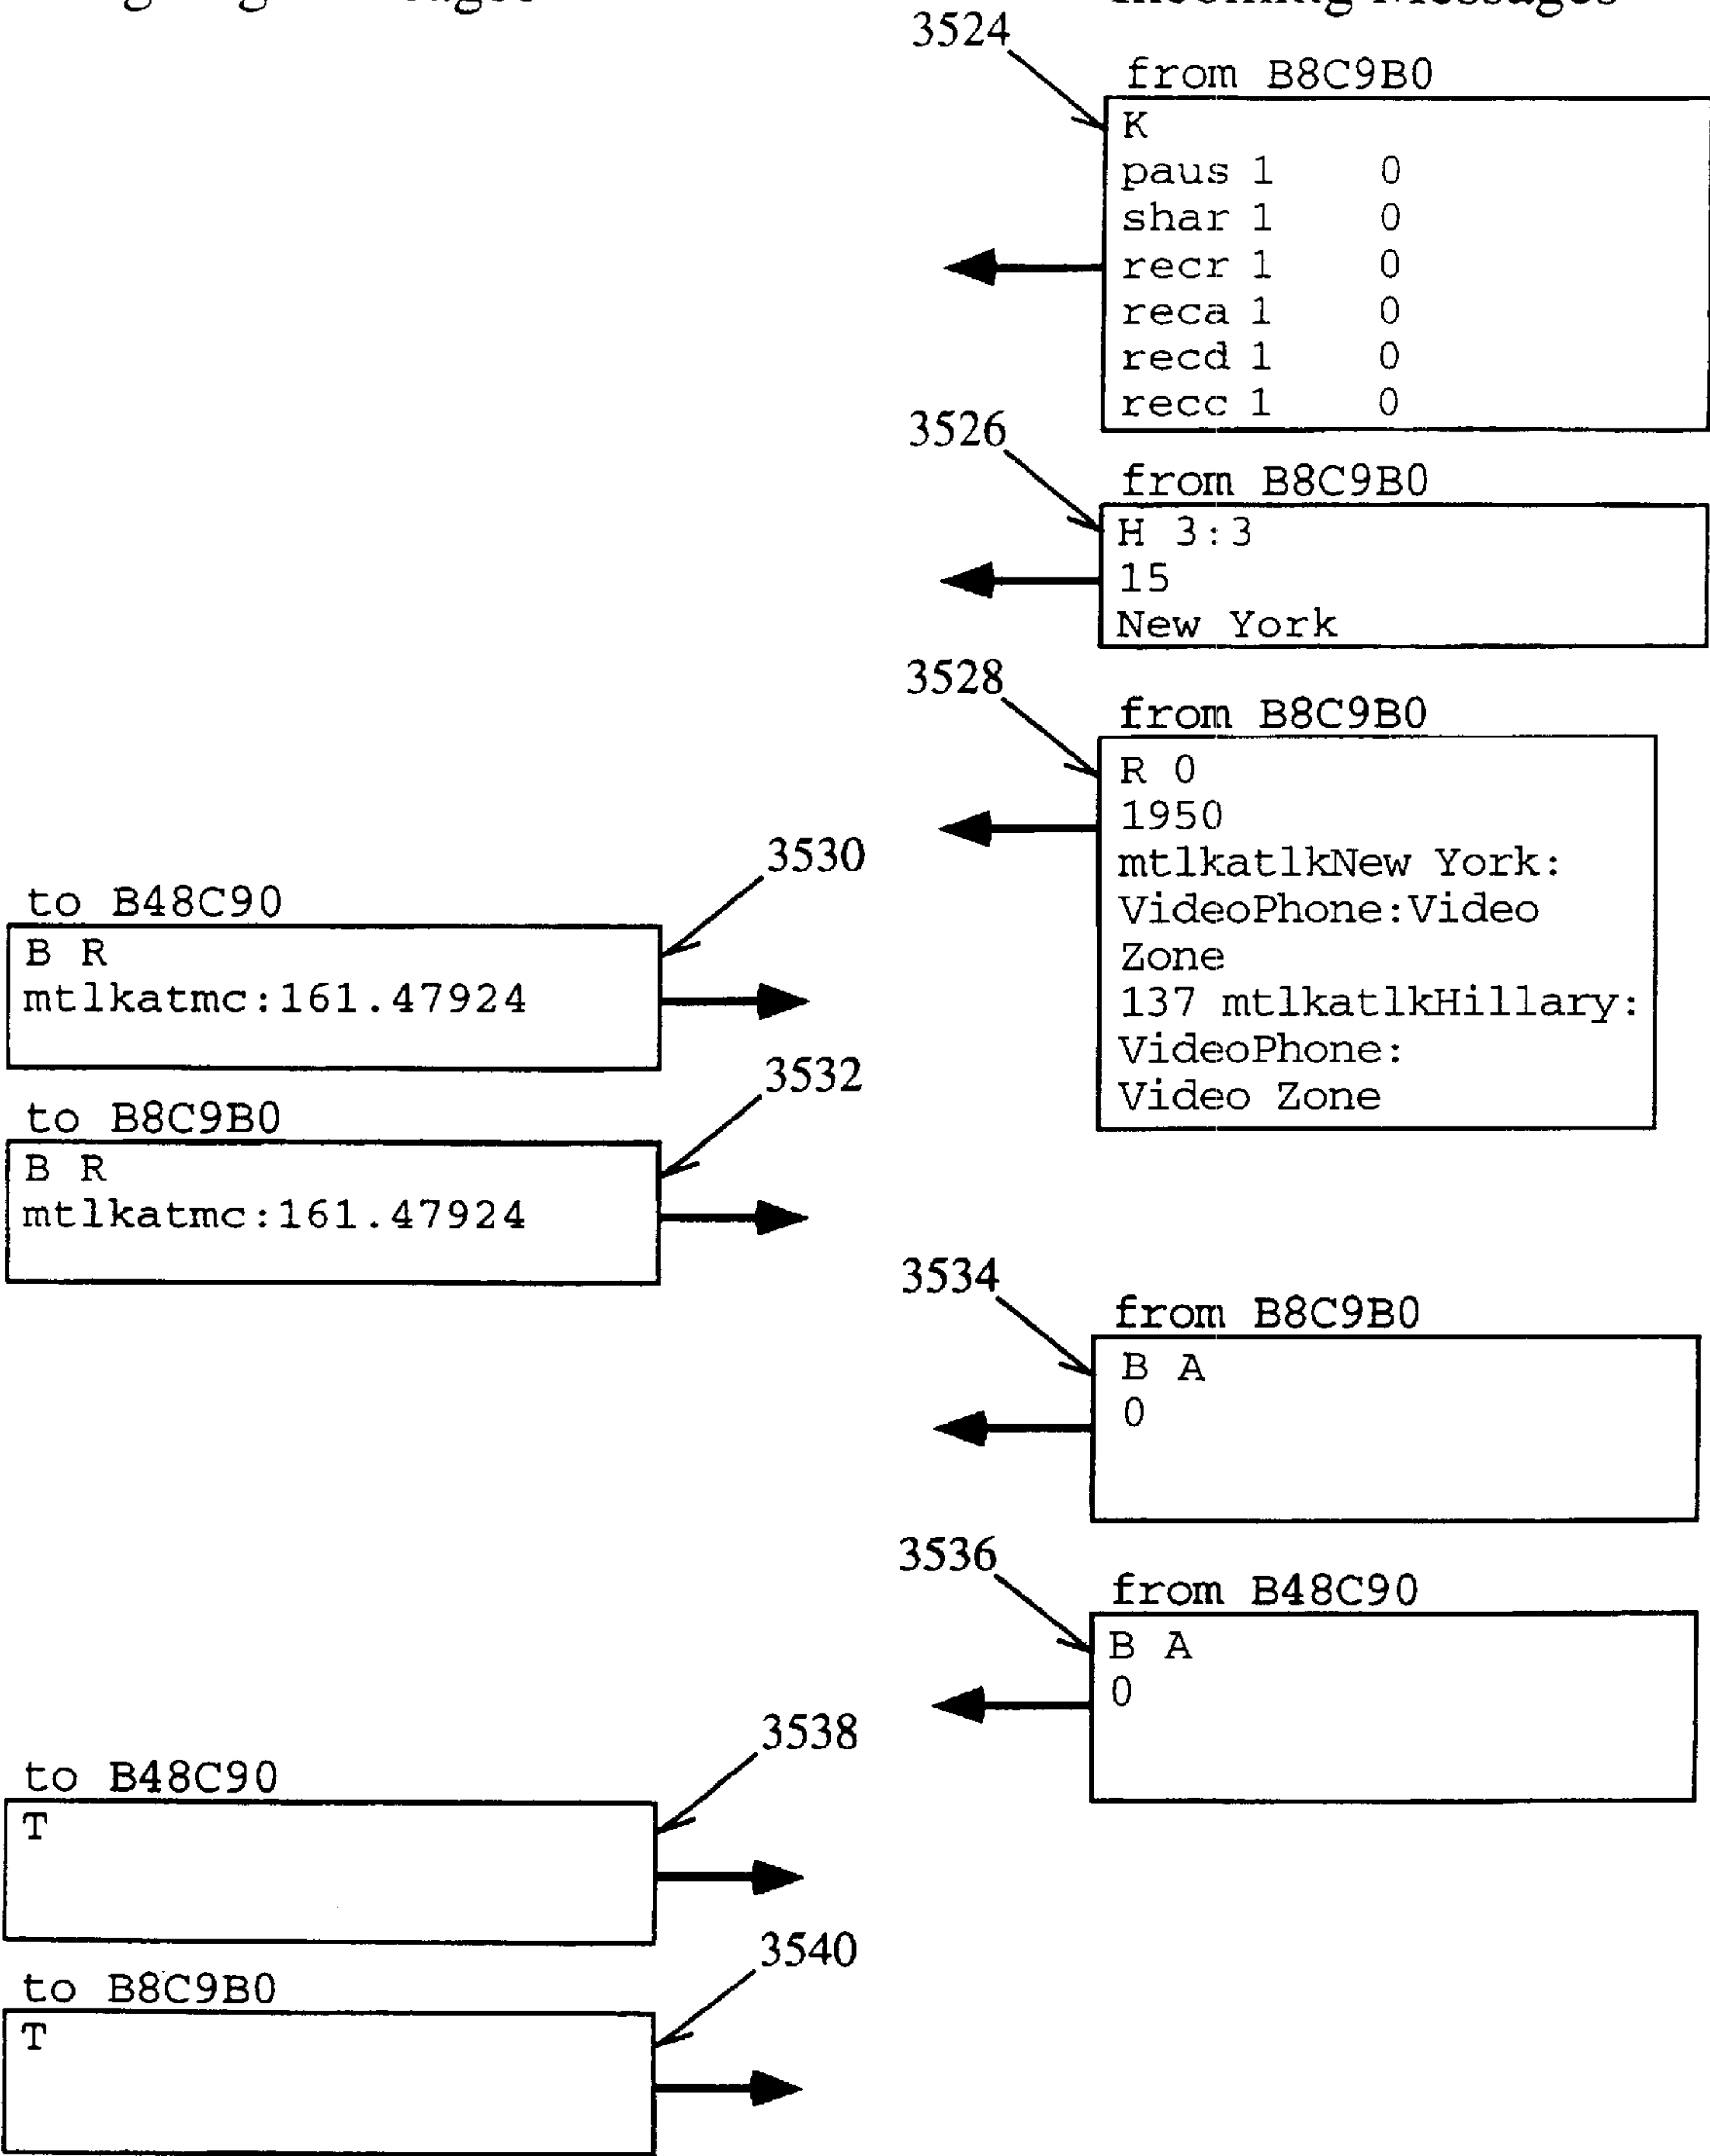 Incoming Messages
3524
from B8C9B0
K
paus 1 0
shar 1 0
recr 1 0
reca 1 0
recd 1 0
recc 1 0
3526
from B8C9B0
H 3:3
15
New York
3528
from B8C9B0
R 0
1950
mtlkatlkNew York:
VideoPhone:Video
Zone
137 mtlkatlkHillary:
VideoPhone:
Video Zone
3530
to B48C90
B R
mtlkatmc:161.47924
3532
to B8C9B0
B R
mtlkatmc:161.47924
3534
from B8C9B0
B A
0
3536
from B48C90
B A
0
3538
to B48C90
T
3540
to B8C9B0
T